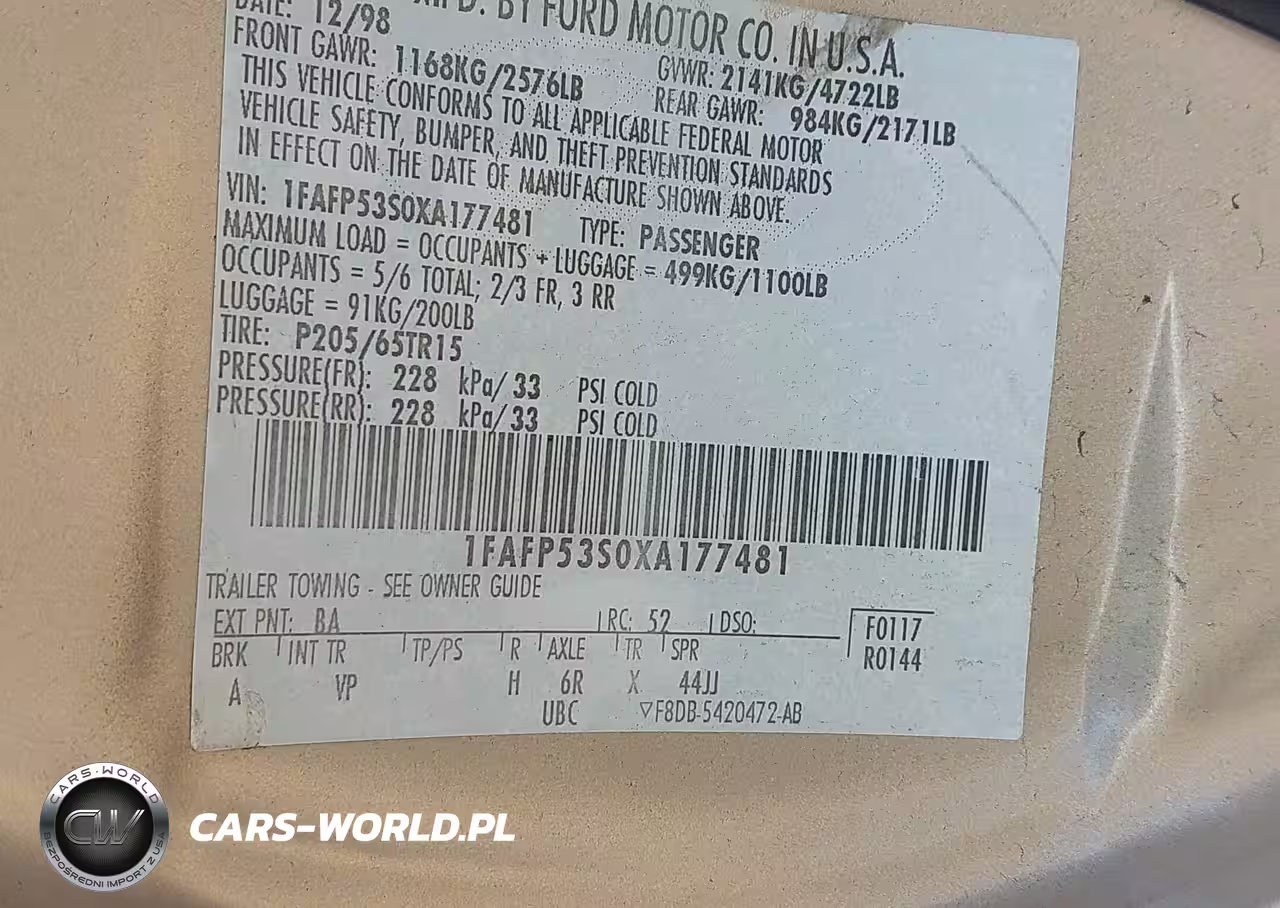 DATE: 12/98 MFD. BY FORD MOTOR CO. IN U.S.A.
FRONT GAWR: 1168KG/2576LB GVWR: 2141KG/4722LB
REAR GAWR: 984KG/2171LB
THIS VEHICLE CONFORMS TO ALL APPLICABLE FEDERAL MOTOR
VEHICLE SAFETY, BUMPER, AND THEFT PREVENTION STANDARDS
IN EFFECT ON THE DATE OF MANUFACTURE SHOWN ABOVE.
VIN: 1FAFP53S0XA177481 TYPE: PASSENGER
MAXIMUM LOAD = OCCUPANTS + LUGGAGE = 499KG/1100LB
OCCUPANTS = 5/6 TOTAL; 2/3 FR, 3 RR
LUGGAGE = 91KG/200LB
TIRE: P205/65TR15
PRESSURE(FR): 228 kPa/33 PSI COLD
PRESSURE(RR): 228 kPa/33 PSI COLD
1FAFP53S0XA177481
TRAILER TOWING - SEE OWNER GUIDE
EXT PNT: BA RC: 52 DSO: F0117
BRK INT TR TP/PS R AXLE TR SPR R0144
A VP H 6R X 44JJ
UBC ▽F8DB-5420472-AB
CARS-WORLD
CW
BEZPOŚREDNI IMPORT Z USA
CARS-WORLD.PL